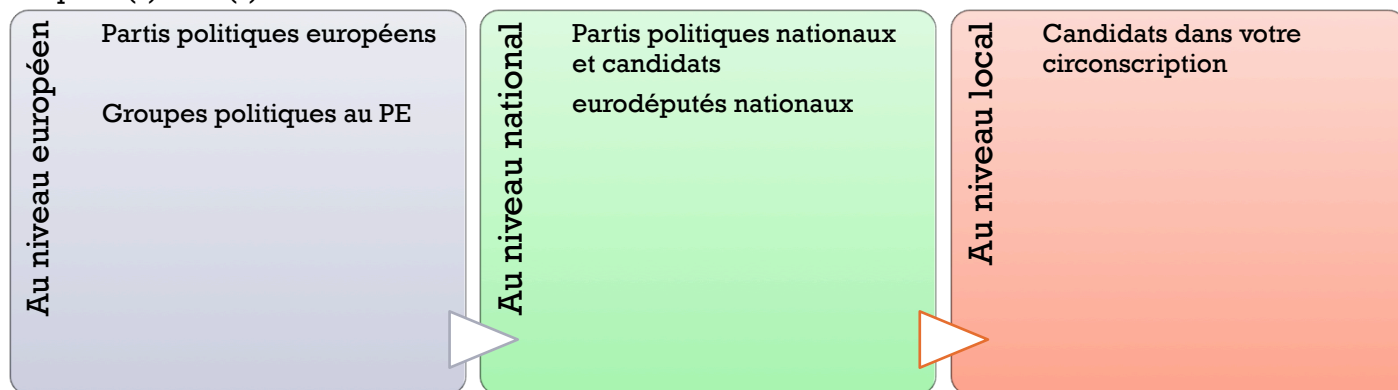 Au niveau européen
Partis politiques européens
Groupes politiques au PE
Au niveau national
Partis politiques nationaux
et candidats
eurodéputés nationaux
Au niveau local
Candidats dans votre
circonscription